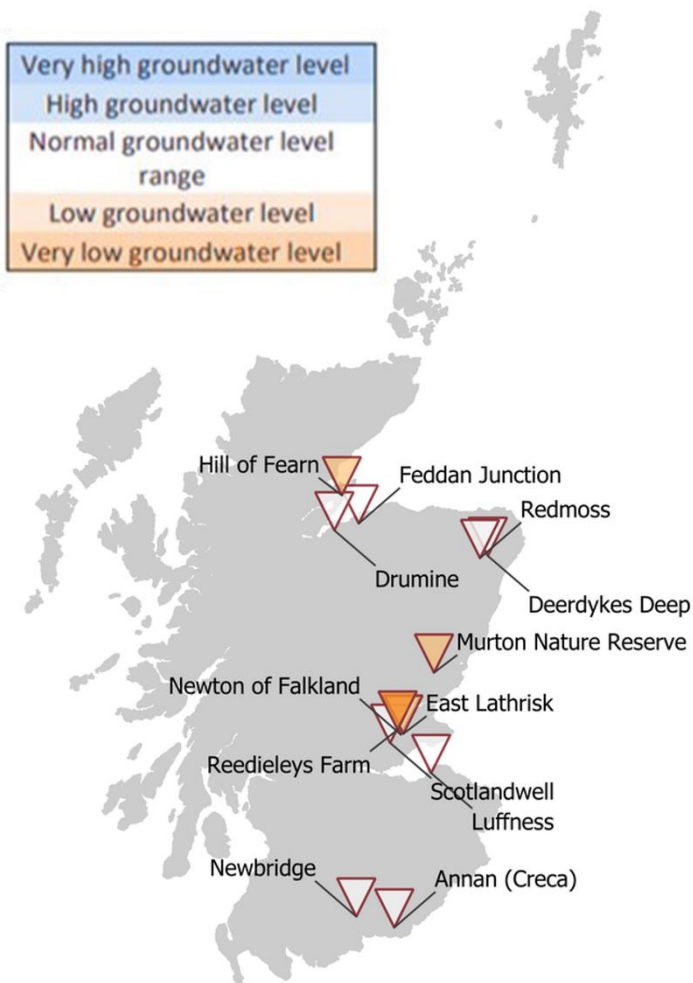 Very high groundwater level
High groundwater level
Normal groundwater level
range
Low groundwater level
Very low groundwater level
Hill of Fearn
Feddan Junction
Redmoss
Drumine
Deerdykes Deep
Murton Nature Reserve
Newton of Falkland
East Lathrisk
Reedieleys Farm
Scotlandwell
Luffness
Newbridge
Annan (Creca)